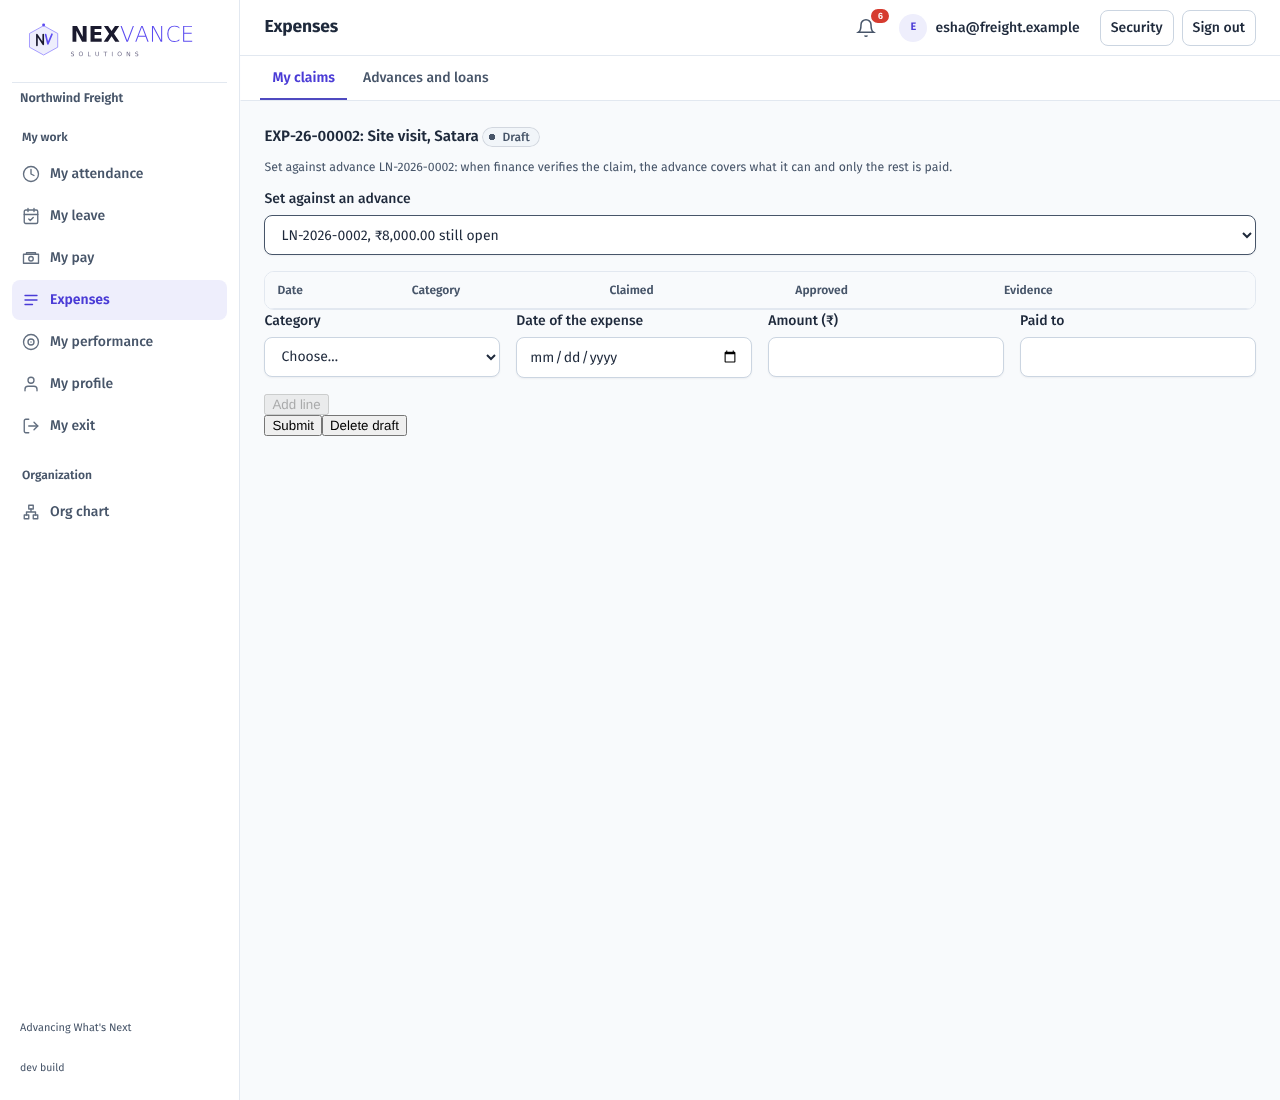 NV NEXVANCE
SOLUTIONS
Northwind Freight
My work
My attendance
My leave
My pay
Expenses
My performance
My profile
My exit
Organization
Org chart
Advancing What's Next
dev build
Expenses
6
E
esha@freight.example
Security
Sign out
My claims
Advances and loans
EXP-26-00002: Site visit, Satara
Draft
Set against advance LN-2026-0002: when finance verifies the claim, the advance covers what it can and only the rest is paid.
Set against an advance
LN-2026-0002, ₹8,000.00 still open
Date Category Claimed Approved Evidence
Category Date of the expense Amount (₹) Paid to
Choose... mm/dd/yyyy
Add line
Submit Delete draft